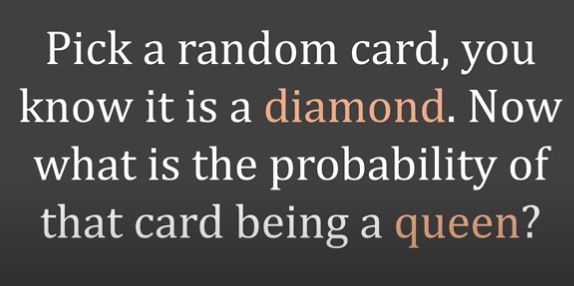 Pick a random card, you
know it is a diamond. Now
what is the probability of
that card being a queen?